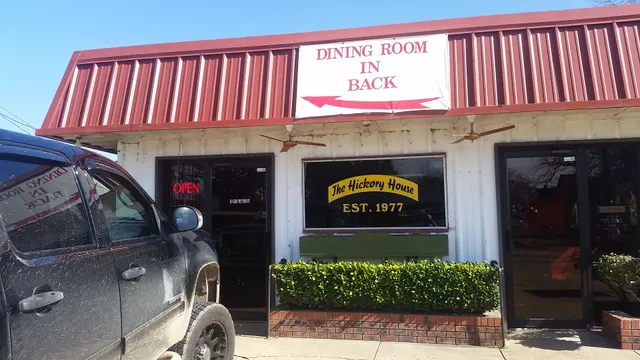 DINING ROOM
IN
BACK
OPEN
The Hickory House
EST. 1977